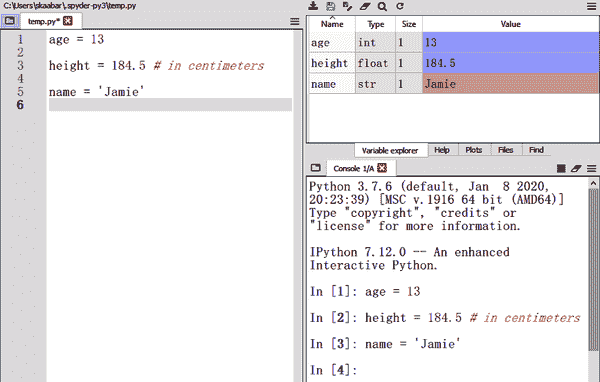 C:\Users\skaabar\.spyder-py3\temp.py
temp.py*
1 age = 13
2
3 height = 184.5 # in centimeters
4
5 name = 'Jamie'
6
Name Type Size Value
age int 1 13
height float 1 184.5
name str 1 Jamie
Variable explorer Help Plots Files Find
Console 1/A
Python 3.7.6 (default, Jan  8 2020,
20:23:39) [MSC v.1916 64 bit (AMD64)]
Type "copyright", "credits" or
"license" for more information.
IPython 7.12.0 -- An enhanced
Interactive Python.
In [1]: age = 13
In [2]: height = 184.5 # in centimeters
In [3]: name = 'Jamie'
In [4]: